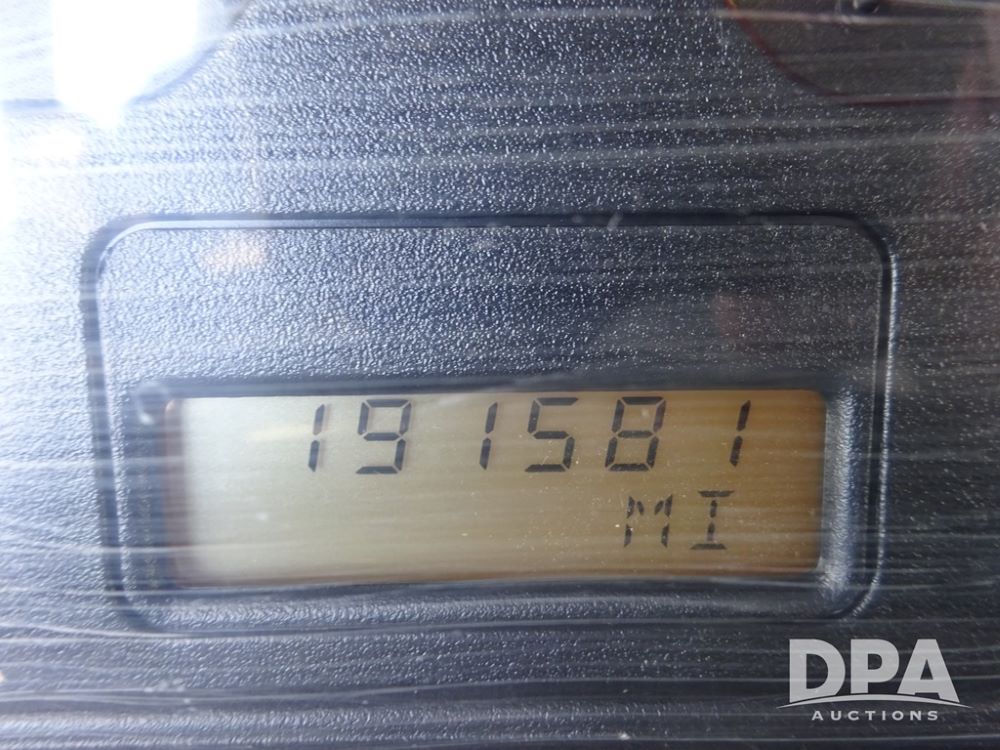 191581
MI
DPA
AUCTIONS